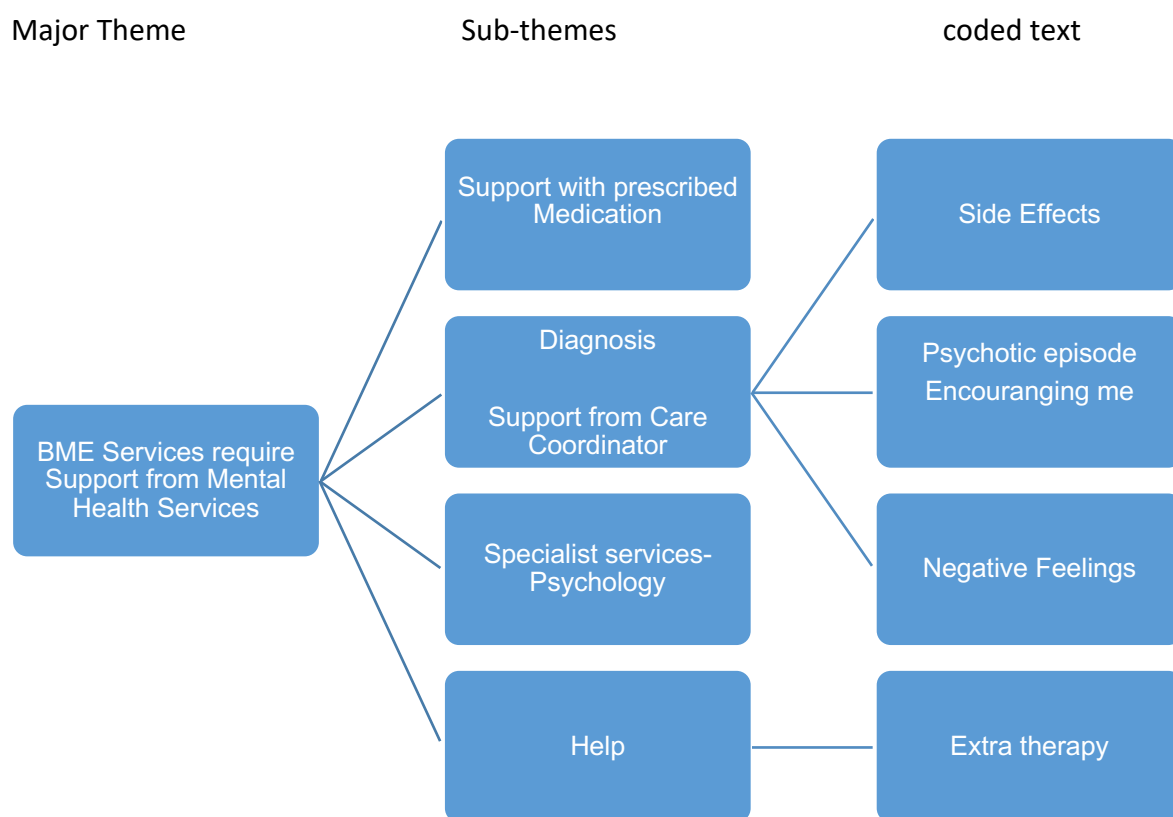 Major Theme
Sub-themes
coded text
Support with prescribed
Medication
Side Effects
Diagnosis
Support from Care
Coordinator
Psychotic episode
Encouranging me
BME Services require
Support from Mental
Health Services
Specialist services-
Psychology
Negative Feelings
Help
Extra therapy